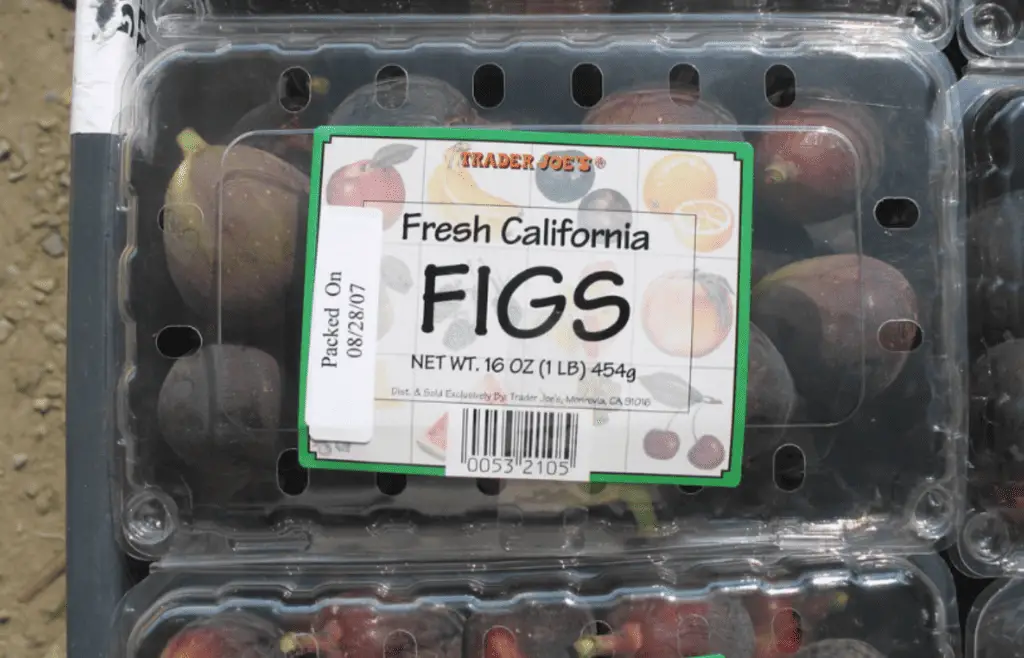 TRADER JOE'S®
Fresh California
FIGS
NET WT. 16 OZ (1 LB) 454g
Dist. & Sold Exclusively By: Trader Joe's, Monrovia, CA 91016
0053 2105
Packed On
08/28/07